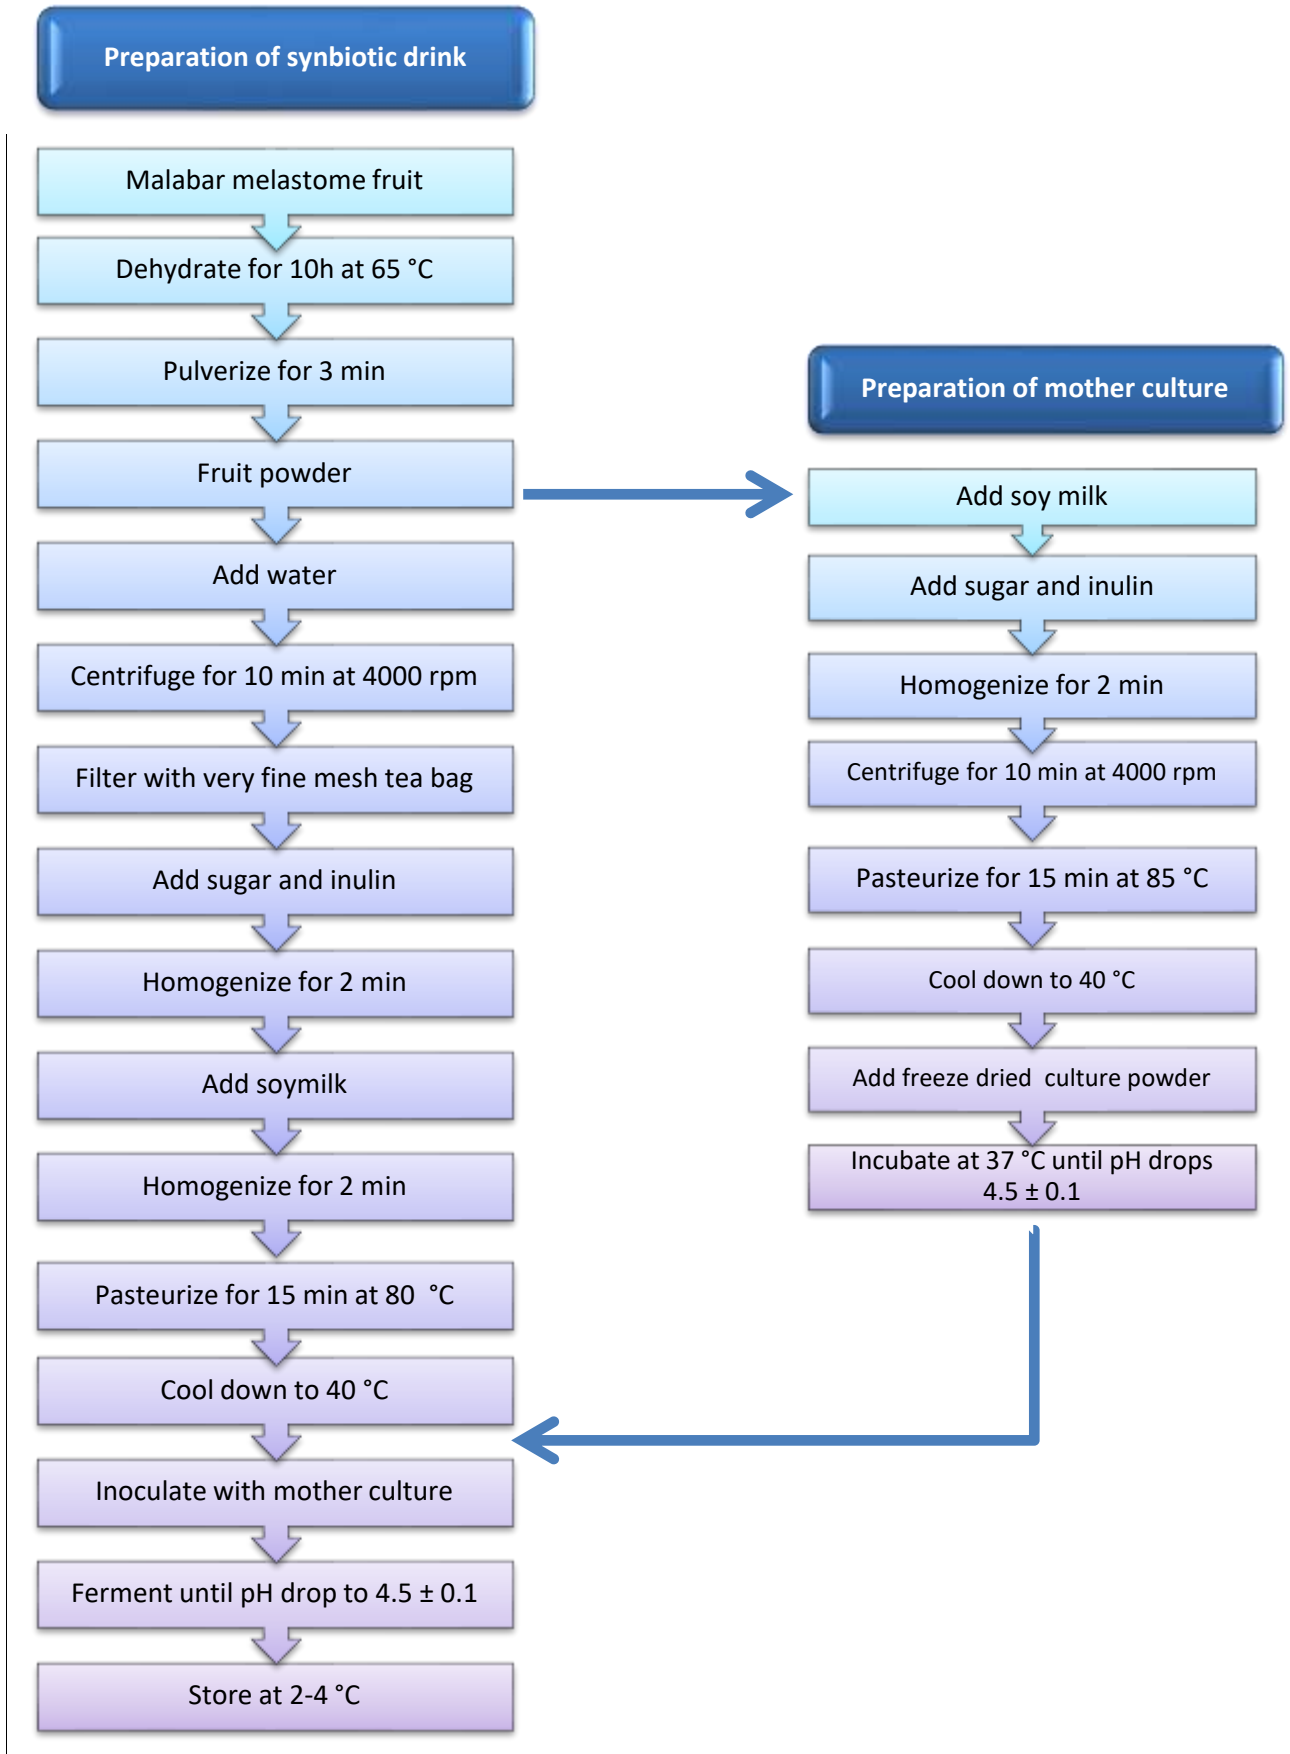 Preparation of synbiotic drink
Malabar melastome fruit
Dehydrate for 10h at 65 °C
Pulverize for 3 min
Fruit powder
Add water
Centrifuge for 10 min at 4000 rpm
Filter with very fine mesh tea bag
Add sugar and inulin
Homogenize for 2 min
Add soymilk
Homogenize for 2 min
Pasteurize for 15 min at 80 °C
Cool down to 40 °C
Inoculate with mother culture
Ferment until pH drop to 4.5 ± 0.1
Store at 2-4 °C
Preparation of mother culture
Add soy milk
Add sugar and inulin
Homogenize for 2 min
Centrifuge for 10 min at 4000 rpm
Pasteurize for 15 min at 85 °C
Cool down to 40 °C
Add freeze dried culture powder
Incubate at 37 °C until pH drops
4.5 ± 0.1